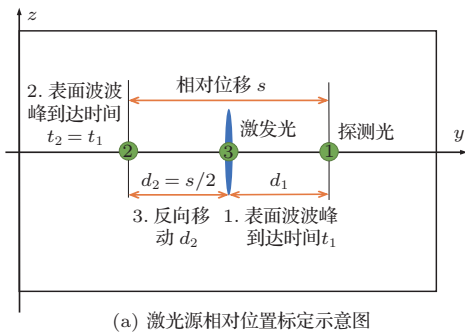 z
相对位移 s
2. 表面波波
峰到达时间
t₂ = t₁
激发光
探测光
y
2
3
1
d₂ = s/2
d₁
3. 反向移
动 d₂
1. 表面波波峰
到达时间t₁
(a) 激光源相对位置标定示意图